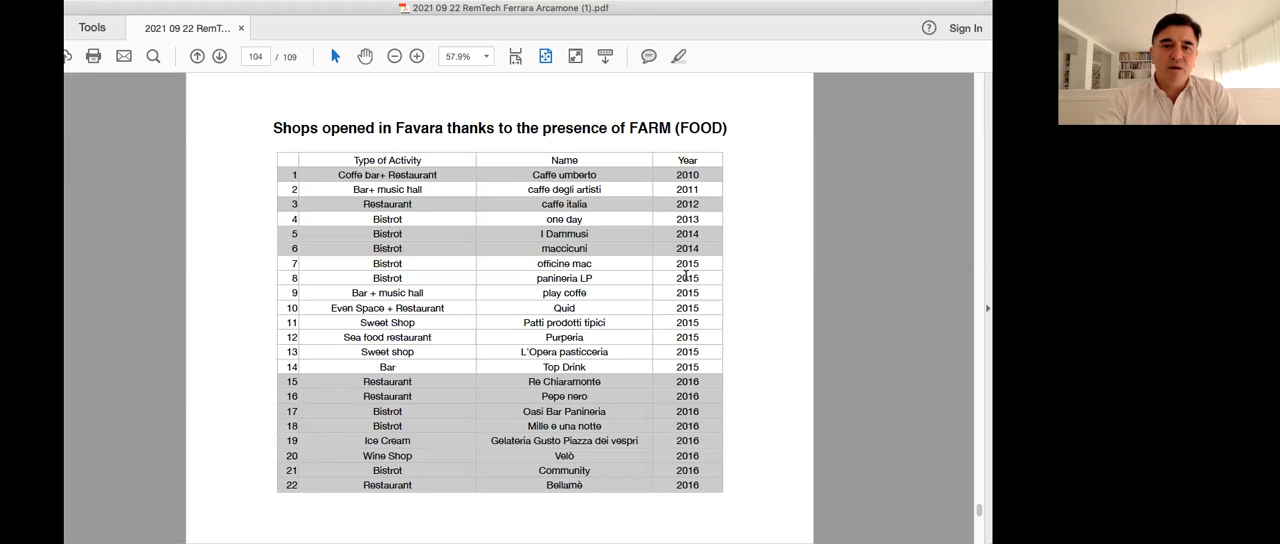 2021 09 22 RemTech Ferrara Arcamone (1).pdf
Tools 2021 09 22 RemT... × ? Sign In
104 / 109 57.9%
Shops opened in Favara thanks to the presence of FARM (FOOD)
Type of Activity Name Year
1 Coffe bar+ Restaurant Caffe umberto 2010
2 Bar+ music hall caffe degli artisti 2011
3 Restaurant caffe italia 2012
4 Bistrot one day 2013
5 Bistrot I Dammusi 2014
6 Bistrot maccicuni 2014
7 Bistrot officine mac 2015
8 Bistrot panineria LP 2015
9 Bar + music hall play coffe 2015
10 Even Space + Restaurant Quid 2015
11 Sweet Shop Patti prodotti tipici 2015
12 Sea food restaurant Purperia 2015
13 Sweet shop L'Opera pasticceria 2015
14 Bar Top Drink 2015
15 Restaurant Re Chiaramonte 2016
16 Restaurant Pepe nero 2016
17 Bistrot Oasi Bar Panineria 2016
18 Bistrot Mille e una notte 2016
19 Ice Cream Gelateria Gusto Piazza dei vespri 2016
20 Wine Shop Velò 2016
21 Bistrot Community 2016
22 Restaurant Bellamè 2016